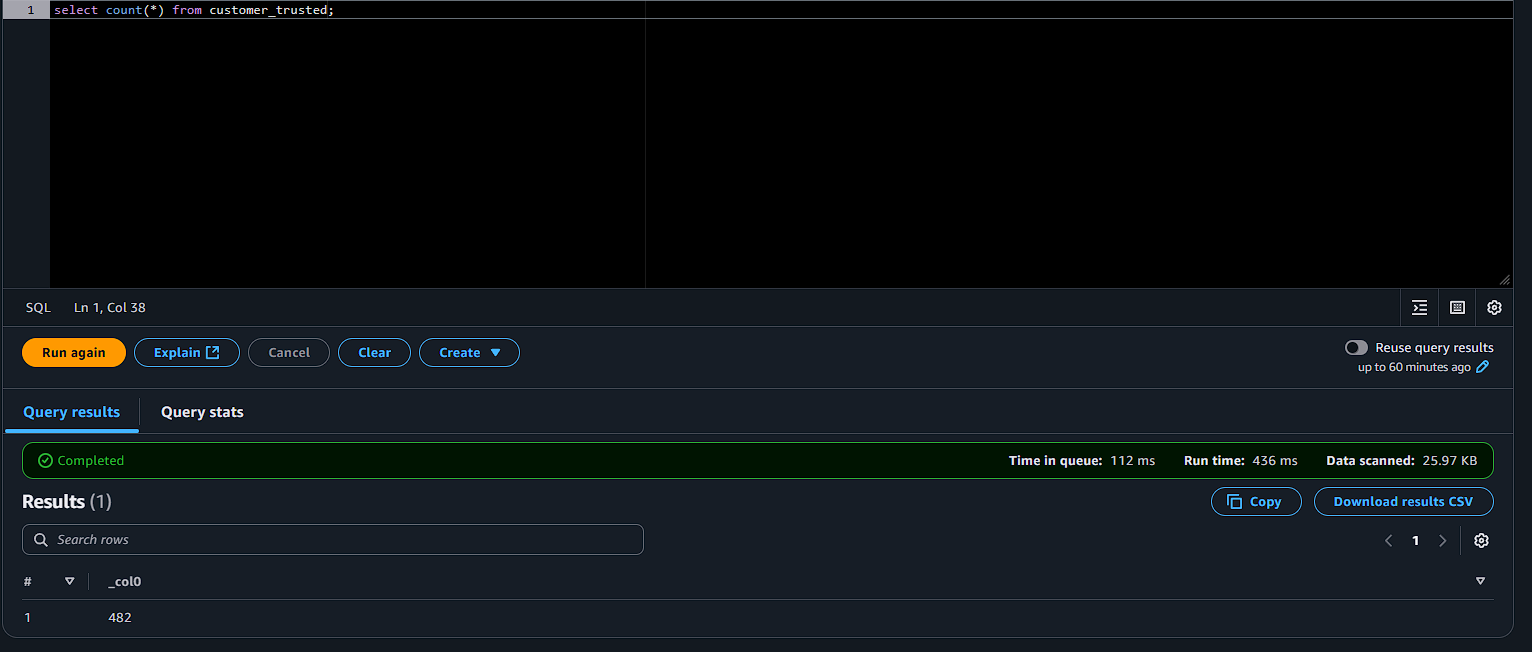 1 select count(*) from customer_trusted;
SQL Ln 1, Col 38
Run again Explain Cancel Clear Create Reuse query results
up to 60 minutes ago
Query results Query stats
Completed Time in queue: 112 ms Run time: 436 ms Data scanned: 25.97 KB
Results (1) Copy Download results CSV
Search rows 1
# _col0
1 482